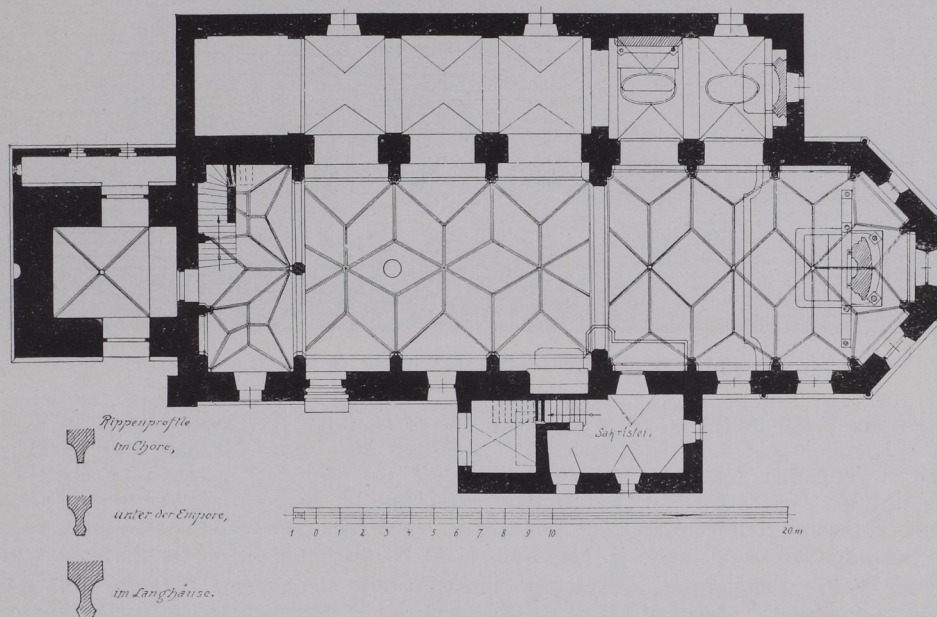 Sakristei.
Rippenprofile
im Chore,
unter der Empore,
im Langhause.
1 0 1 2 3 4 5 6 7 8 9 10 20 m